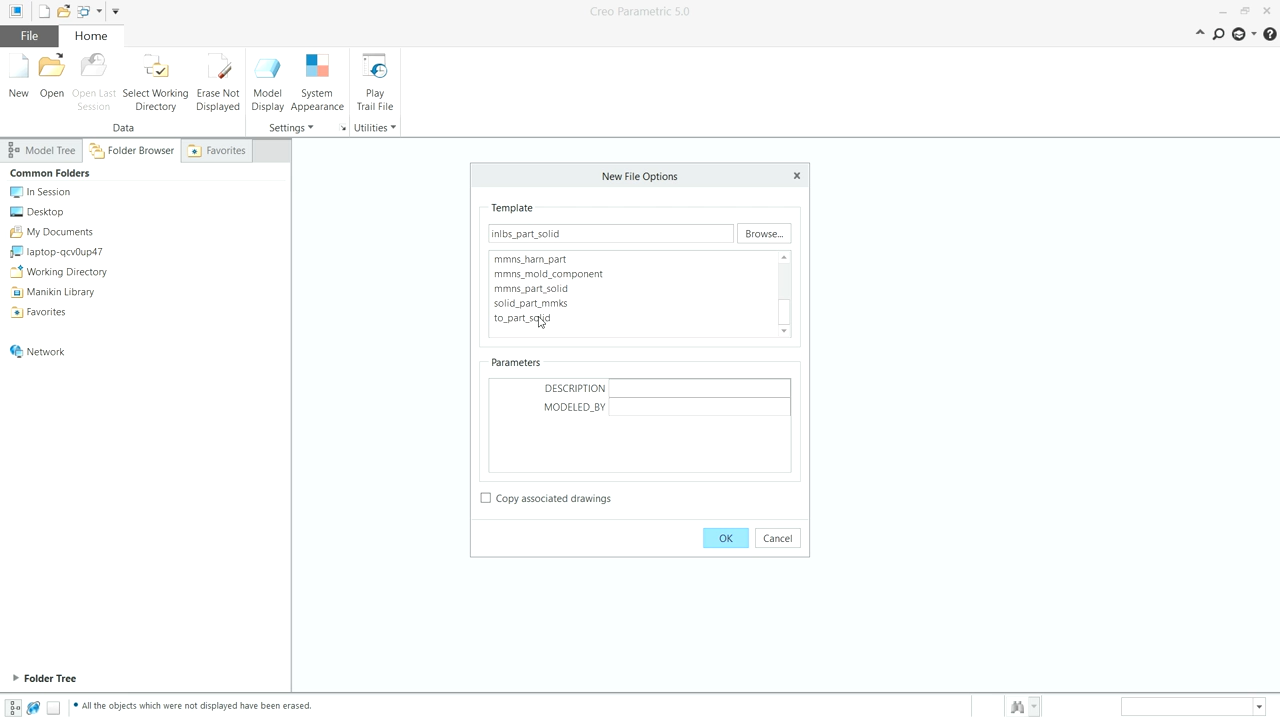 Creo Parametric 5.0
File
Home
New
Open
Open Last
Session
Select Working
Directory
Erase Not
Displayed
Model
Display
System
Appearance
Play
Trail File
Data
Settings
Utilities
Model Tree
Folder Browser
Favorites
Common Folders
In Session
Desktop
My Documents
laptop-qcv0up47
Working Directory
Manikin Library
Favorites
Network
Folder Tree
New File Options
Template
inlbs_part_solid
Browse...
mmns_harn_part
mmns_mold_component
mmns_part_solid
solid_part_mmks
to_part_solid
Parameters
DESCRIPTION
MODELED_BY
Copy associated drawings
OK
Cancel
All the objects which were not displayed have been erased.